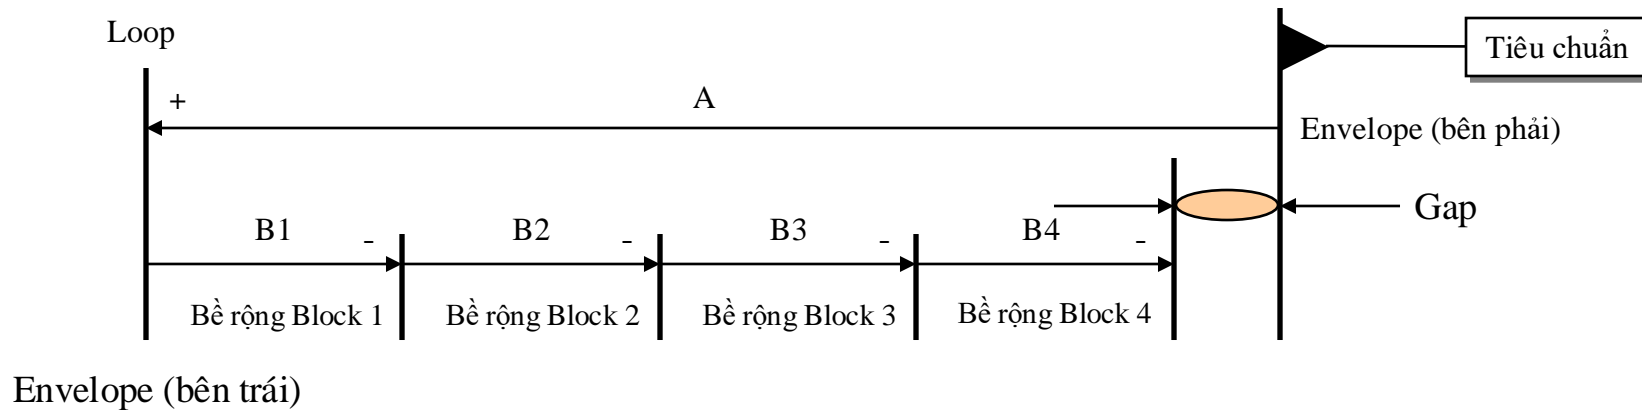 Loop
Tiêu chuẩn
+
A
Envelope (bên phải)
Gap
B1
-
B2
-
B3
-
B4
-
Bề rộng Block 1
Bề rộng Block 2
Bề rộng Block 3
Bề rộng Block 4
Envelope (bên trái)